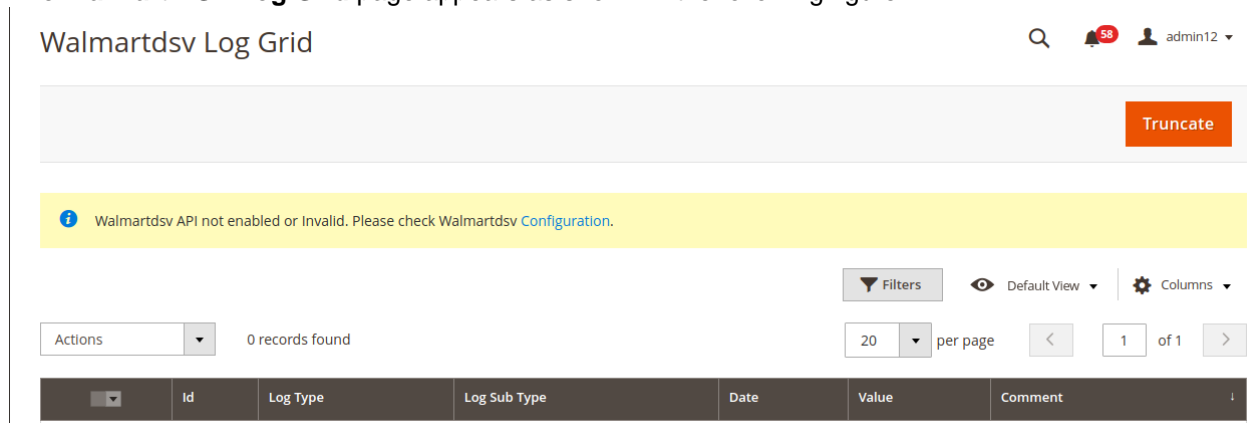 Walmartdsv Log Grid
58
admin12
Truncate
Walmartdsv API not enabled or Invalid. Please check Walmartdsv Configuration.
Filters
Default View
Columns
Actions
0 records found
20
per page
1
of 1
Id
Log Type
Log Sub Type
Date
Value
Comment